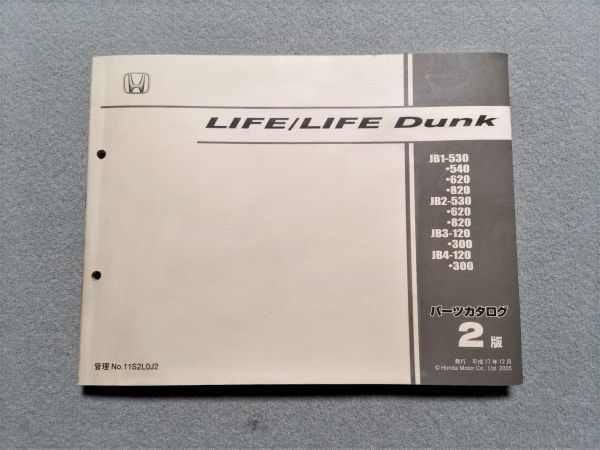 LIFE/LIFE Dunk
JB1-530
•540
•620
•820
JB2-530
•620
•820
JB3-120
•300
JB4-120
•300
パーツカタログ
2版
発行 平成17年12月
© Honda Motor Co., Ltd. 2005
管理 No.11S2L0J2